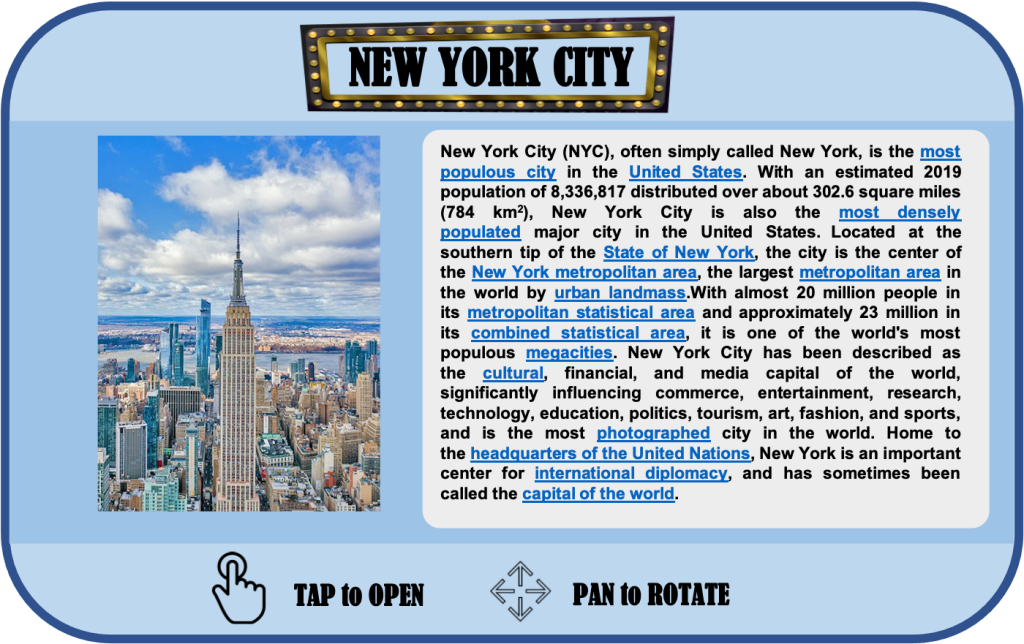 NEW YORK CITY
New York City (NYC), often simply called New York, is the most
populous city in the United States. With an estimated 2019
population of 8,336,817 distributed over about 302.6 square miles
(784 km²), New York City is also the most densely
populated major city in the United States. Located at the
southern tip of the State of New York, the city is the center of
the New York metropolitan area, the largest metropolitan area in
the world by urban landmass.With almost 20 million people in
its metropolitan statistical area and approximately 23 million in
its combined statistical area, it is one of the world's most
populous megacities. New York City has been described as
the cultural, financial, and media capital of the world,
significantly influencing commerce, entertainment, research,
technology, education, politics, tourism, art, fashion, and sports,
and is the most photographed city in the world. Home to
the headquarters of the United Nations, New York is an important
center for international diplomacy, and has sometimes been
called the capital of the world.
TAP to OPEN
PAN to ROTATE